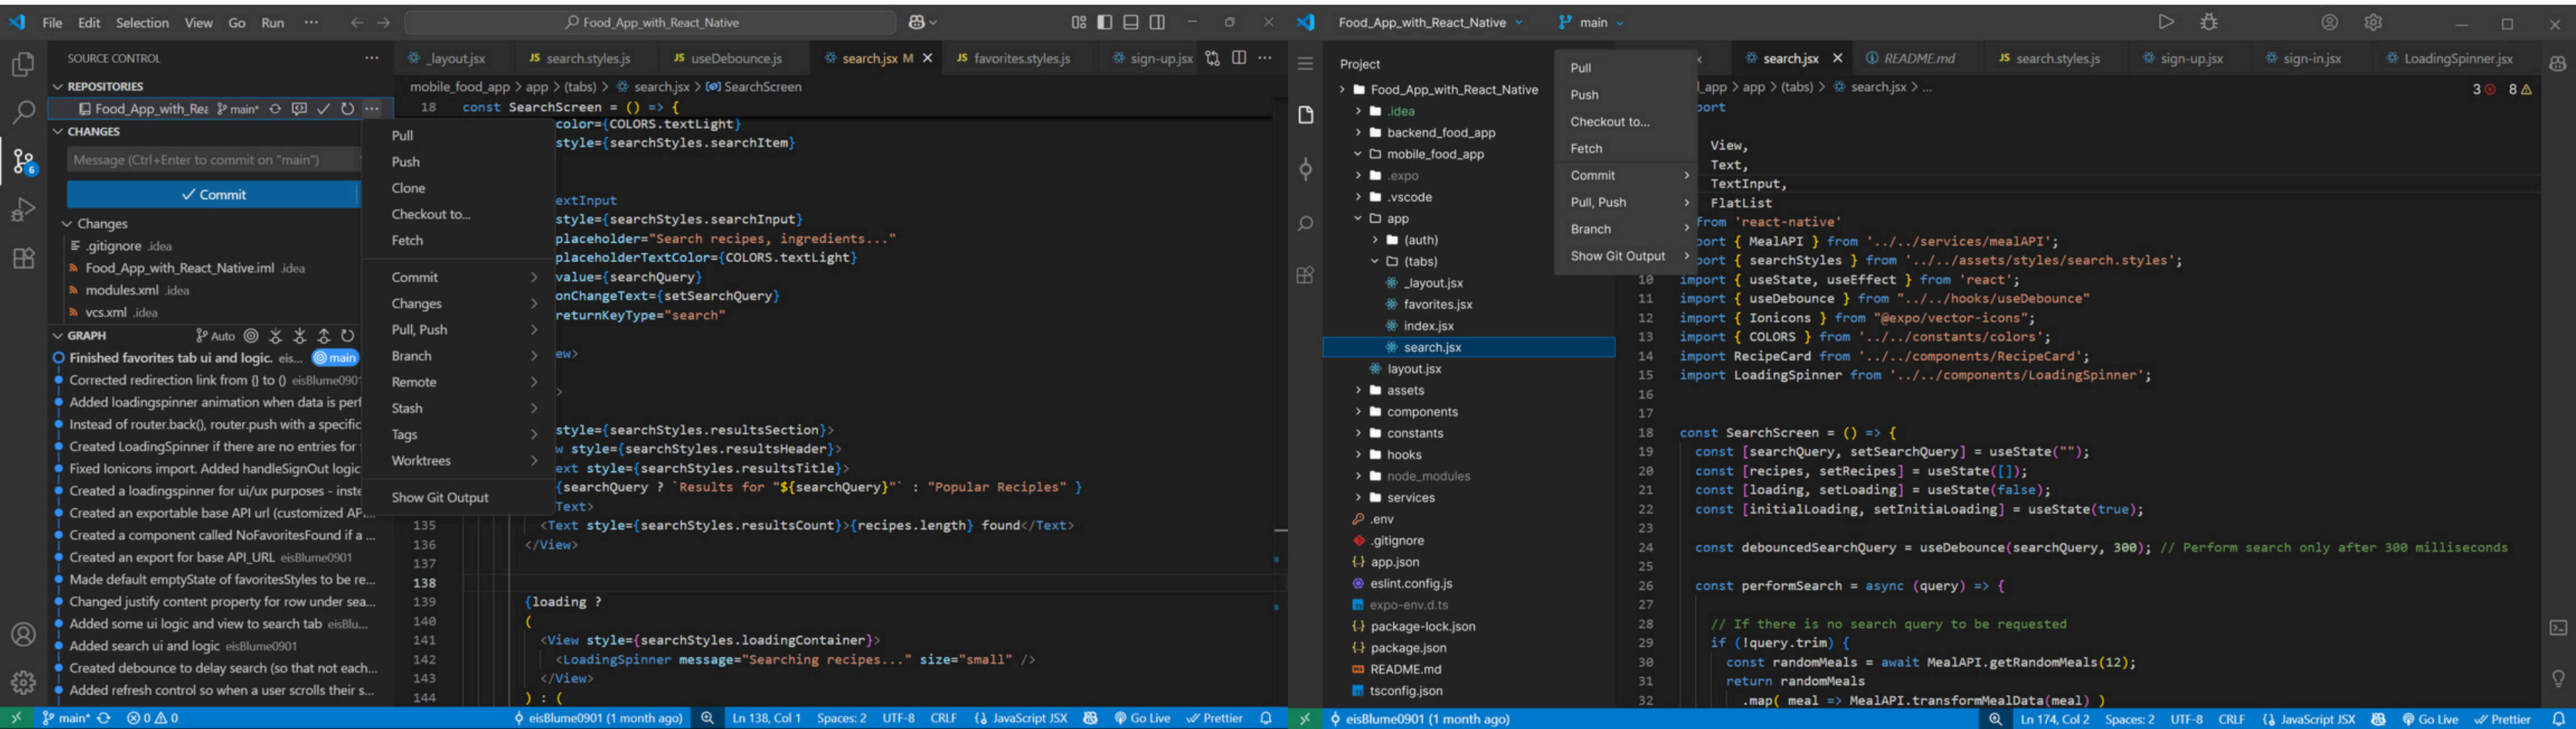 File Edit Selection View Go Run ··· Food_App_with_React_Native
SOURCE CONTROL ···
REPOSITORIES
Food_App_with_Rea main* ···
CHANGES
Message (Ctrl+Enter to commit on "main")
Commit
Changes
.gitignore .idea
Food_App_with_React_Native.iml .idea
modules.xml .idea
vcs.xml .idea
GRAPH Auto
Finished favorites tab ui and logic. eis... main
Corrected redirection link from {} to () eisBlume0901
Added loadingspinner animation when data is perf
Instead of router.back(), router.push with a specific
Created LoadingSpinner if there are no entries for
Fixed Ionicons import. Added handleSignOut logic
Created a loadingspinner for ui/ux purposes - inste
Created an exportable base API url (customized AP...
Created a component called NoFavoritesFound if a ...
Created an export for base API_URL eisBlume0901
Made default emptyState of favoritesStyles to be re...
Changed justify content property for row under sea...
Added some ui logic and view to search tab eisBlu...
Added search ui and logic eisBlume0901
Created debounce to delay search (so that not each...
Added refresh control so when a user scrolls their s...
Pull
Push
Clone
Checkout to...
Fetch
Commit
Changes
Pull, Push
Branch
Remote
Stash
Tags
Worktrees
Show Git Output
_layout.jsx JS search.styles.js JS useDebounce.js search.jsx M JS favorites.styles.js sign-up.jsx ···
mobile_food_app > app > (tabs) > search.jsx > SearchScreen
18 const SearchScreen = () => {
color={COLORS.textLight}
style={searchStyles.searchItem}
extInput
style={searchStyles.searchInput}
placeholder="Search recipes, ingredients..."
placeholderTextColor={COLORS.textLight}
value={searchQuery}
onChangeText={setSearchQuery}
returnKeyType="search"
ew>
>
style={searchStyles.resultsSection}>
w style={searchStyles.resultsHeader}>
ext style={searchStyles.resultsTitle}>
{searchQuery ? `Results for "${searchQuery}"` : "Popular Reciples" }
Text>
135 <Text style={searchStyles.resultsCount}>{recipes.length} found</Text>
136 </View>
137
138
139 {loading ?
140 (
141 <View style={searchStyles.loadingContainer}>
142 <LoadingSpinner message="Searching recipes..." size="small" />
143 </View>
144 ) : (
6
main* 0 0 eisBlume0901 (1 month ago) Ln 138, Col 1 Spaces: 2 UTF-8 CRLF JavaScript JSX Go Live Prettier
Food_App_with_React_Native main
Project
Food_App_with_React_Native
.idea
backend_food_app
mobile_food_app
.expo
.vscode
app
(auth)
(tabs)
_layout.jsx
favorites.jsx
index.jsx
search.jsx
layout.jsx
assets
components
constants
hooks
node_modules
services
.env
.gitignore
app.json
eslint.config.js
expo-env.d.ts
package-lock.json
package.json
README.md
tsconfig.json
Pull
Push
Checkout to...
Fetch
Commit
Pull, Push
Branch
Show Git Output
search.jsx README.md JS search.styles.js sign-up.jsx sign-in.jsx LoadingSpinner.jsx
_app > app > (tabs) > search.jsx > ...
3 8
port
View,
Text,
TextInput,
FlatList
from 'react-native'
port { MealAPI } from '../../services/mealAPI';
port { searchStyles } from '../../assets/styles/search.styles';
10 import { useState, useEffect } from 'react';
11 import { useDebounce } from "../../hooks/useDebounce"
12 import { Ionicons } from "@expo/vector-icons";
13 import { COLORS } from '../../constants/colors';
14 import RecipeCard from '../../components/RecipeCard';
15 import LoadingSpinner from '../../components/LoadingSpinner';
16
17
18 const SearchScreen = () => {
19 const [searchQuery, setSearchQuery] = useState("");
20 const [recipes, setRecipes] = useState([]);
21 const [loading, setLoading] = useState(false);
22 const [initialLoading, setInitiaLoading] = useState(true);
23
24 const debouncedSearchQuery = useDebounce(searchQuery, 300); // Perform search only after 300 milliseconds
25
26 const performSearch = async (query) => {
27
28 // If there is no search query to be requested
29 if (!query.trim) {
30 const randomMeals = await MealAPI.getRandomMeals(12);
31 return randomMeals
32 .map( meal => MealAPI.transformMealData(meal) )
eisBlume0901 (1 month ago) Ln 174, Col 2 Spaces: 2 UTF-8 CRLF JavaScript JSX Go Live Prettier